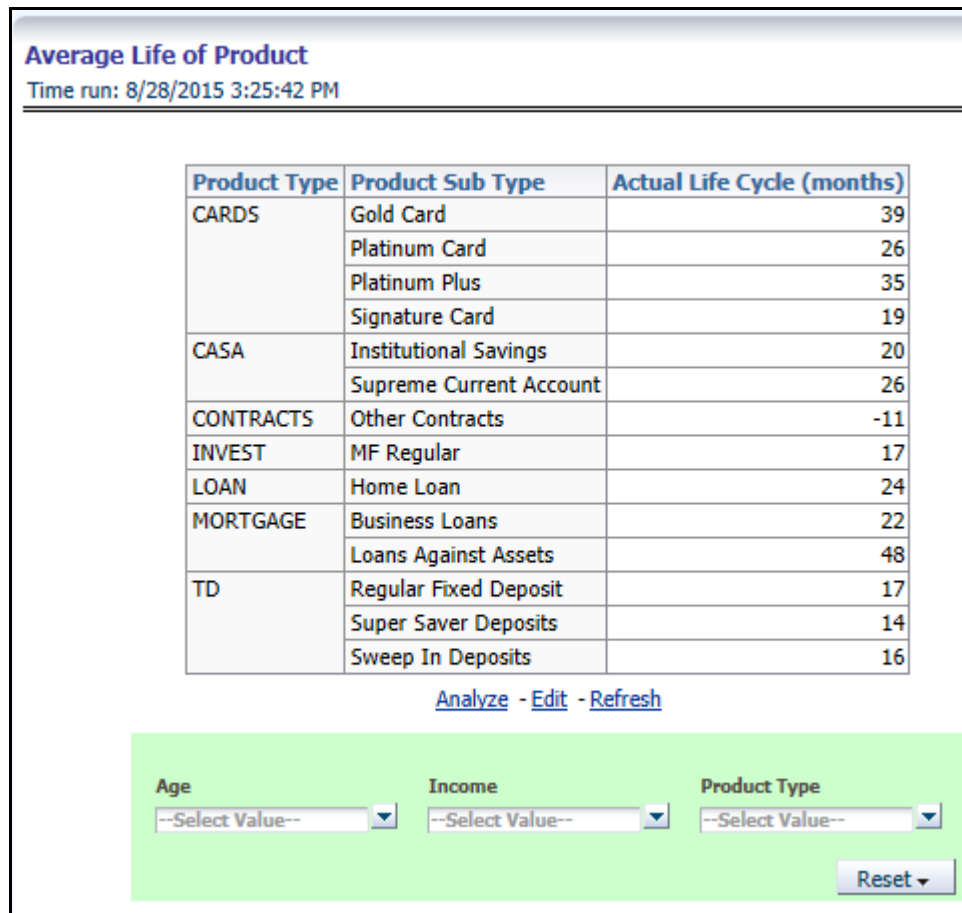 Average Life of Product
Time run: 8/28/2015 3:25:42 PM
Product Type Product Sub Type Actual Life Cycle (months)
CARDS Gold Card 39
Platinum Card 26
Platinum Plus 35
Signature Card 19
CASA Institutional Savings 20
Supreme Current Account 26
CONTRACTS Other Contracts -11
INVEST MF Regular 17
LOAN Home Loan 24
MORTGAGE Business Loans 22
Loans Against Assets 48
TD Regular Fixed Deposit 17
Super Saver Deposits 14
Sweep In Deposits 16
Analyze - Edit - Refresh
Age Income Product Type
--Select Value-- --Select Value-- --Select Value--
Reset